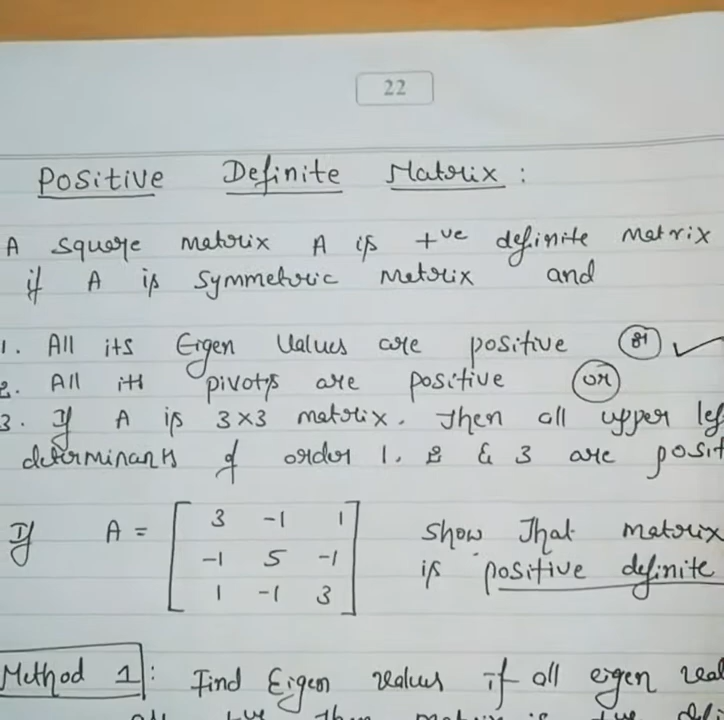 22
Positive Definite Matrix :
A square matrix A is +ve definite matrix
if A is Symmetric Matrix and
1. All its Eigen Values are positive or ✓
2. All its pivots are positive or
3. If A is 3×3 matrix. Then all upper lef
determinants of order 1, 2 & 3 are posit
If A = [ 3 -1 1
-1 5 -1
1 -1 3 ]
Show That matrix
is positive definite
Method 1 : Find Eigen values if all eigen